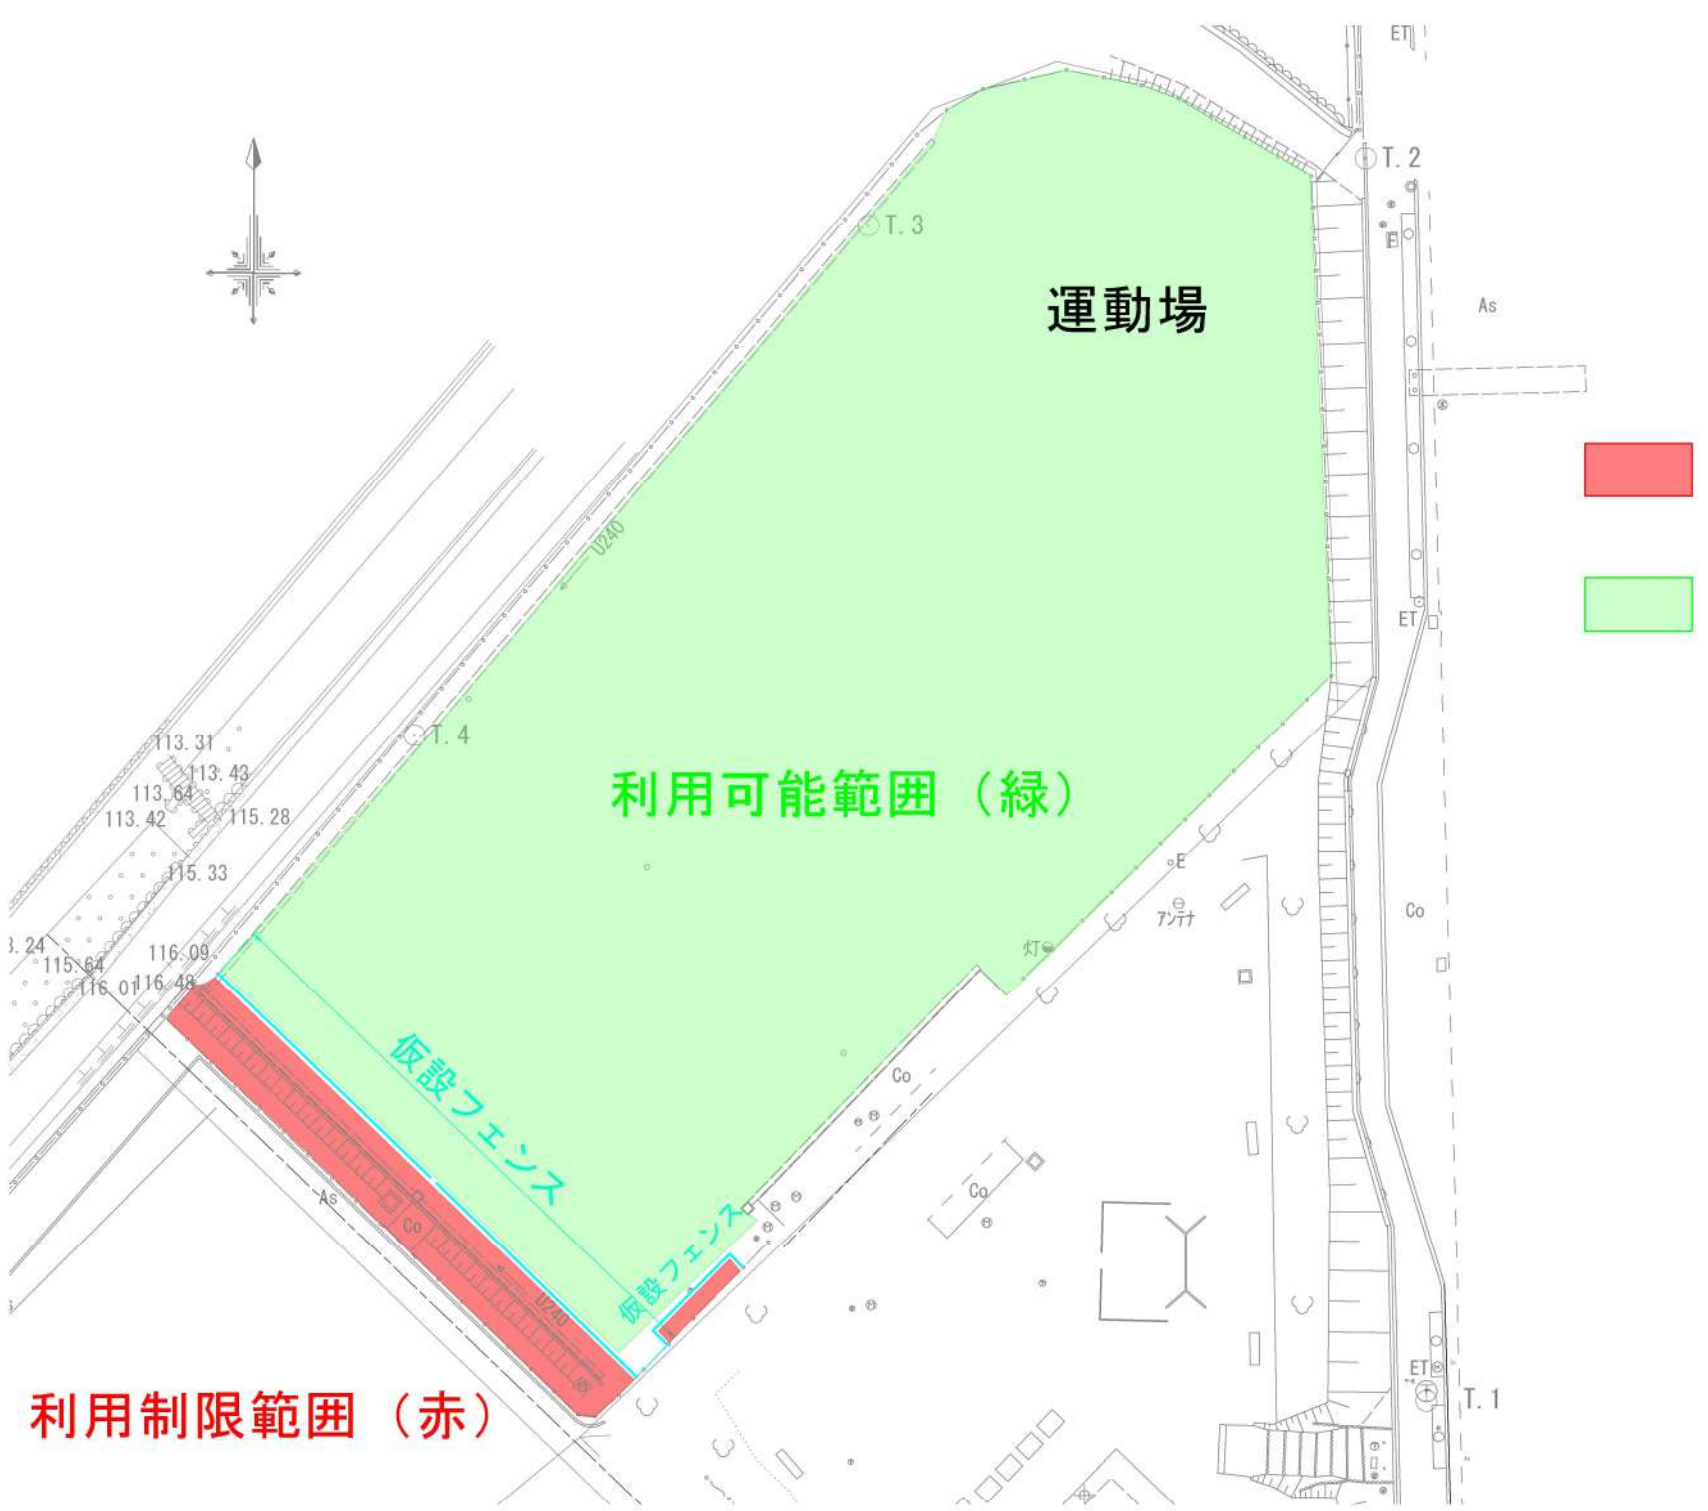 ET
T.2
T.3
運動場
As
U240
ET
T.4
113.31
113.43
113.64
113.42
115.28
利用可能範囲（緑）
115.33
E
アンテナ
Co
灯
3.24
116.09
115.64
116.01
116.48
仮設フェンス
Co
As
Co
Co
仮設フェンス
U240
ET
T.1
利用制限範囲（赤）